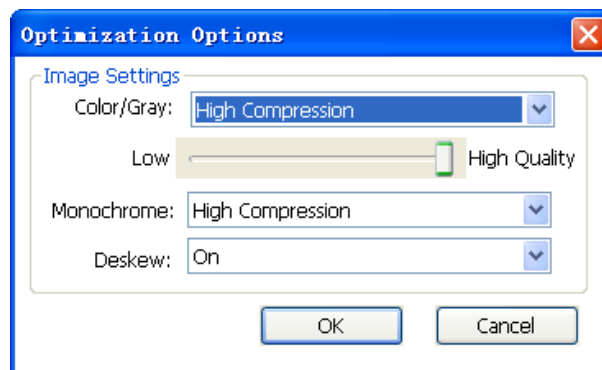 Optimization Options
Image Settings
Color/Gray: High Compression
Low High Quality
Monochrome: High Compression
Deskew: On
OK Cancel